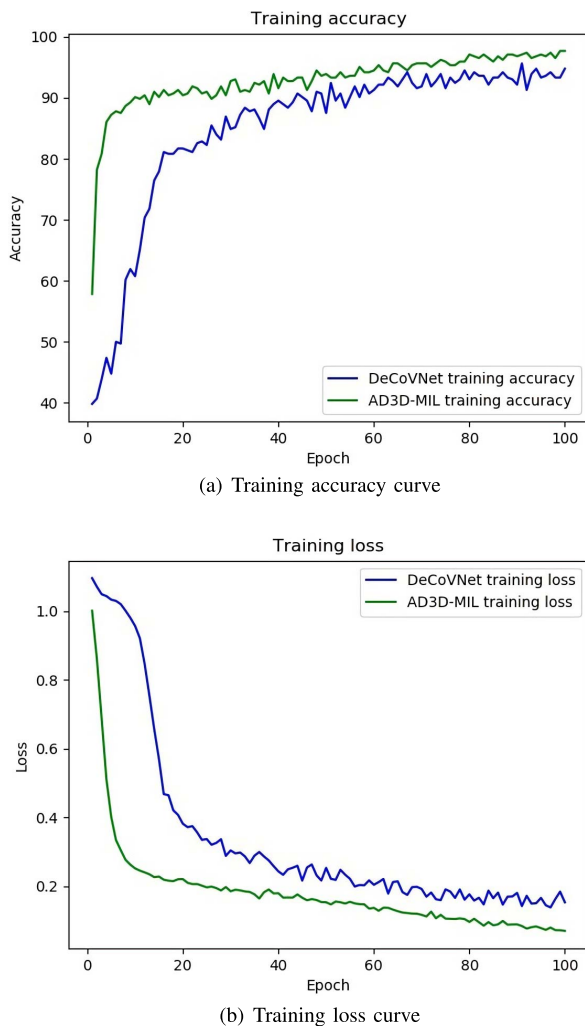 Training accuracy
100
90
80
70
60
50
40
Accuracy
DeCoVNet training accuracy
AD3D-MIL training accuracy
0 20 40 60 80 100
Epoch
(a) Training accuracy curve
Training loss
1.0
0.8
0.6
0.4
0.2
Loss
DeCoVNet training loss
AD3D-MIL training loss
0 20 40 60 80 100
Epoch
(b) Training loss curve